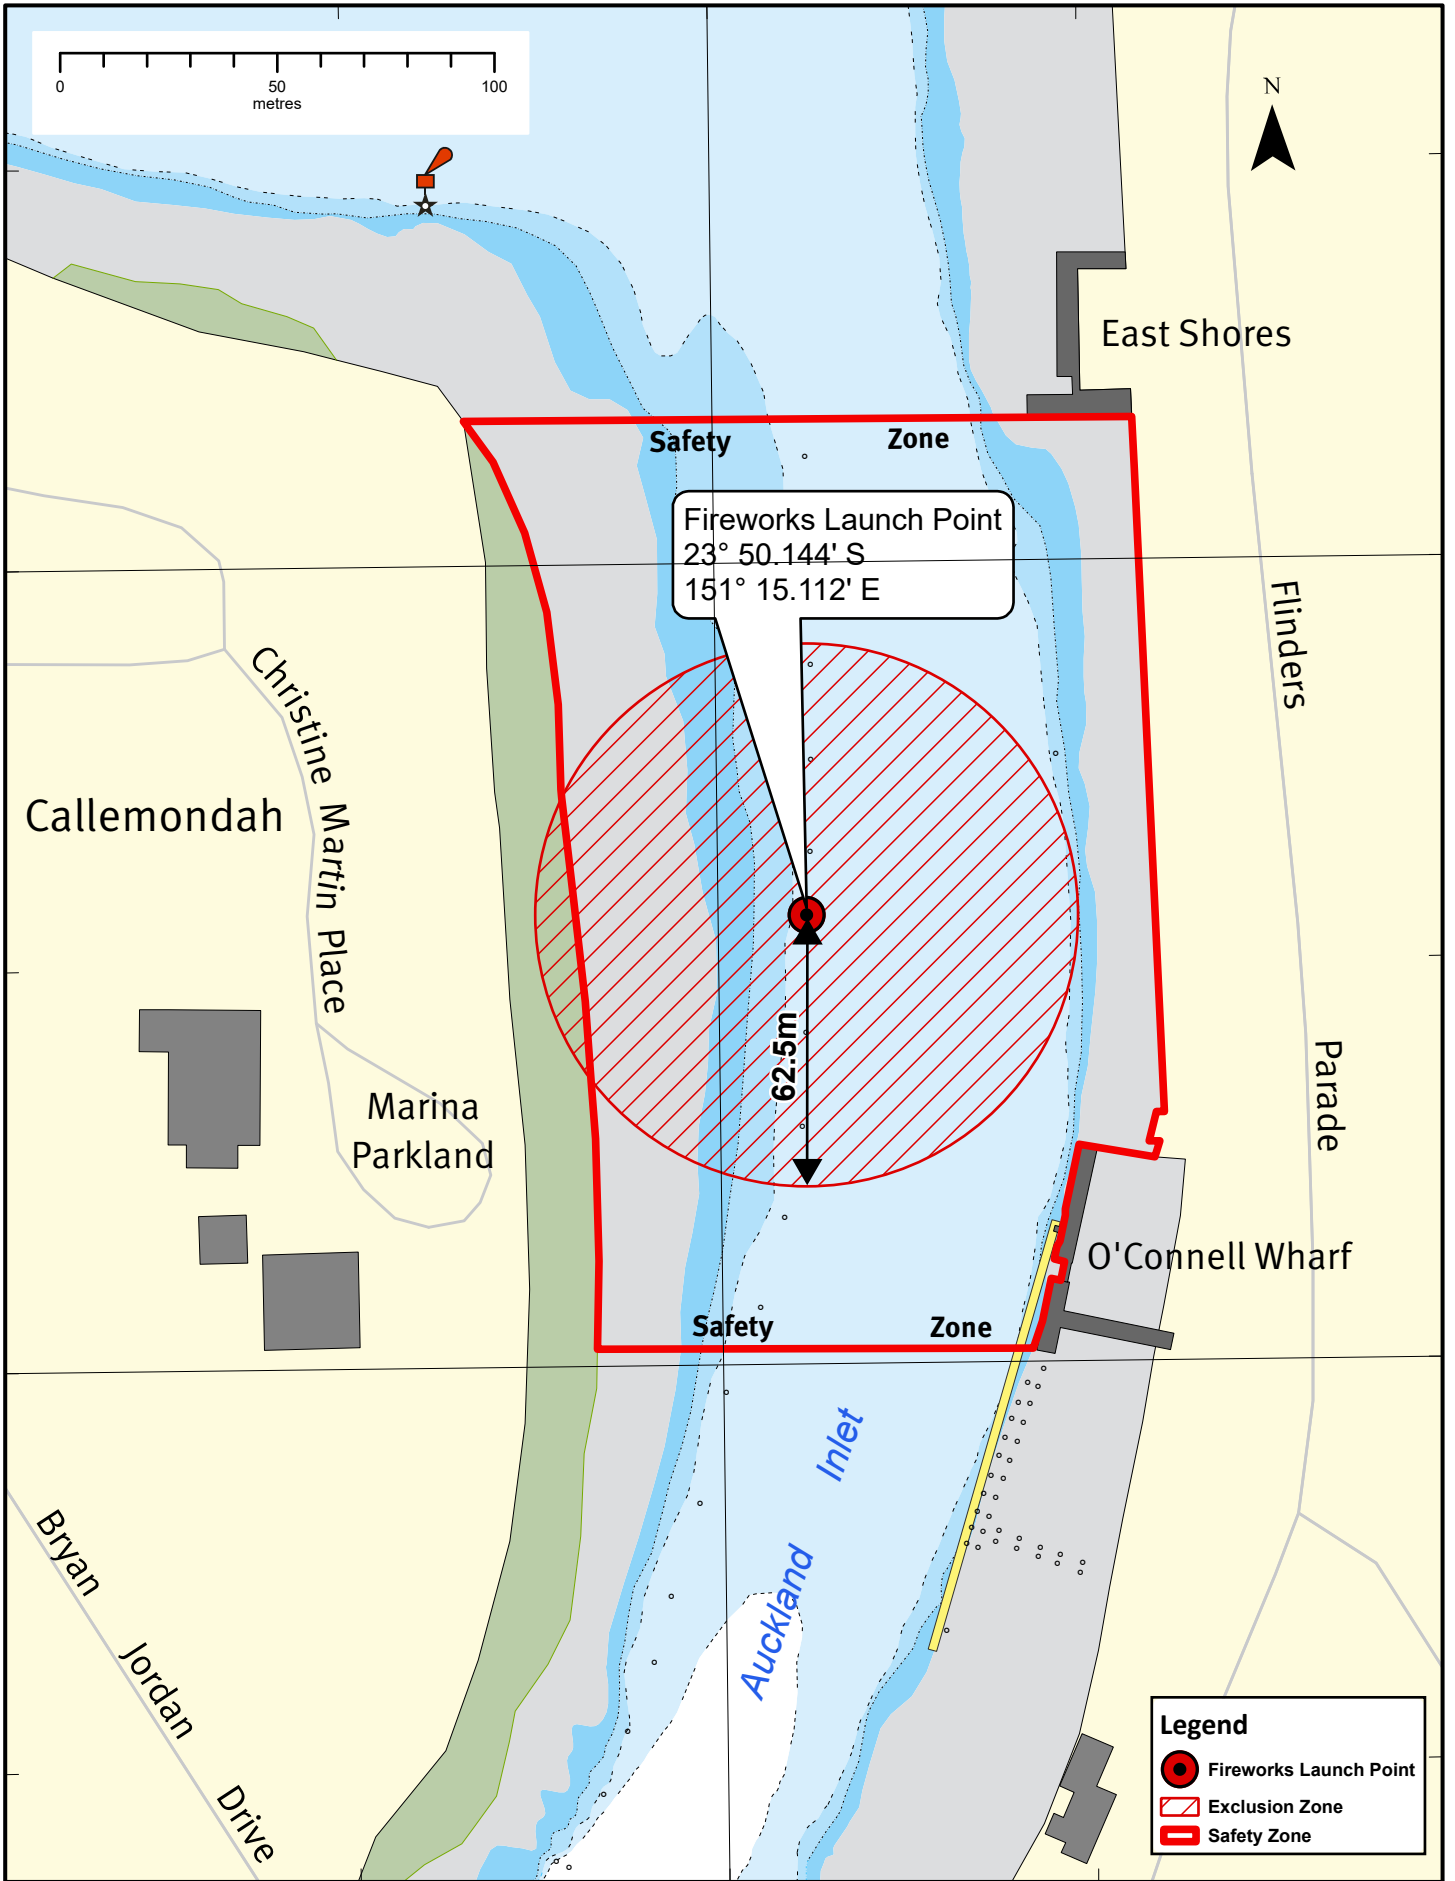 0
50
100
metres
N
East Shores
Safety
Zone
Fireworks Launch Point
23° 50.144' S
151° 15.112' E
Flinders
Parade
Christine Martin Place
Callemondah
62.5m
Marina
Parkland
O'Connell Wharf
Safety
Zone
Auckland Inlet
Bryan Jordan Drive
Legend
Fireworks Launch Point
Exclusion Zone
Safety Zone